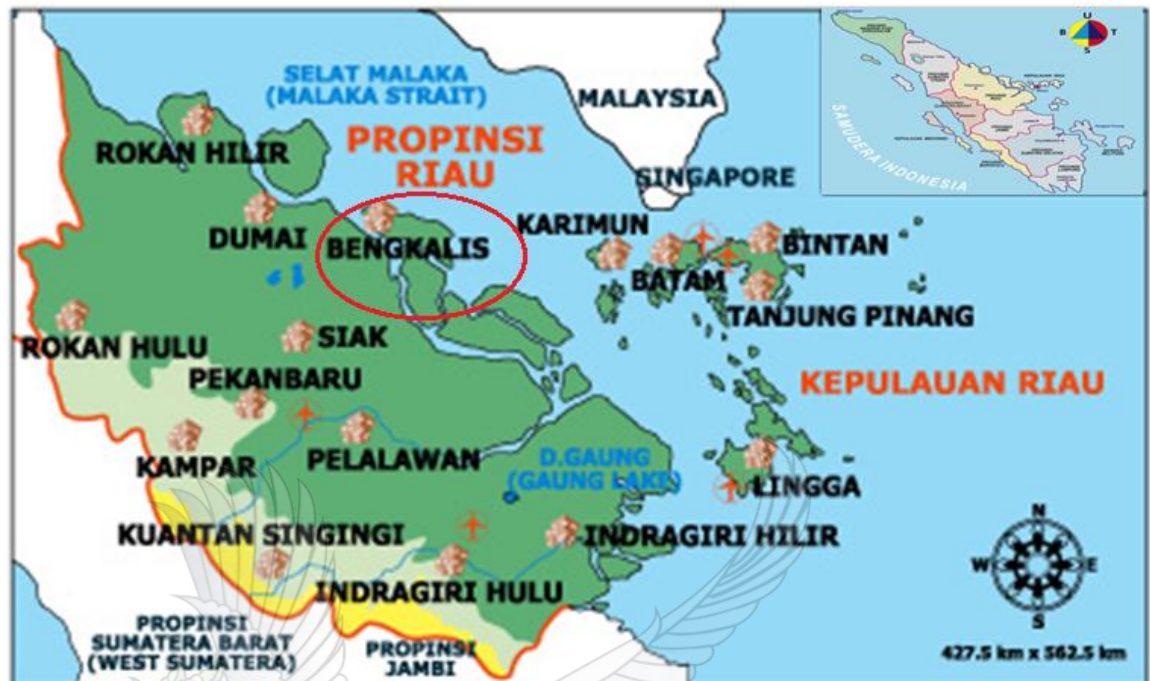 SELAT MALAKA
(MALAKA STRAIT)
MALAYSIA
PROPINSI
RIAU
ROKAN HILIR
SINGAPORE
DUMAI
BENGKALIS
KARIMUN
BINTAN
BATAM
TANJUNG PINANG
ROKAN HULU
SIAK
PEKANBARU
KEPULAUAN RIAU
KAMPAR
PELALAWAN
D.GAUNG
(GAUNG LAKE)
LINGGA
KUANTAN SINGINGI
INDRAGIRI HILIR
INDRAGIRI HULU
PROPINSI
SUMATERA BARAT
(WEST SUMATERA)
PROPINSI
JAMBI
N
W
E
S
427.5 km x 562.5 km
U
B
T
S
SAMUDERA INDONESIA